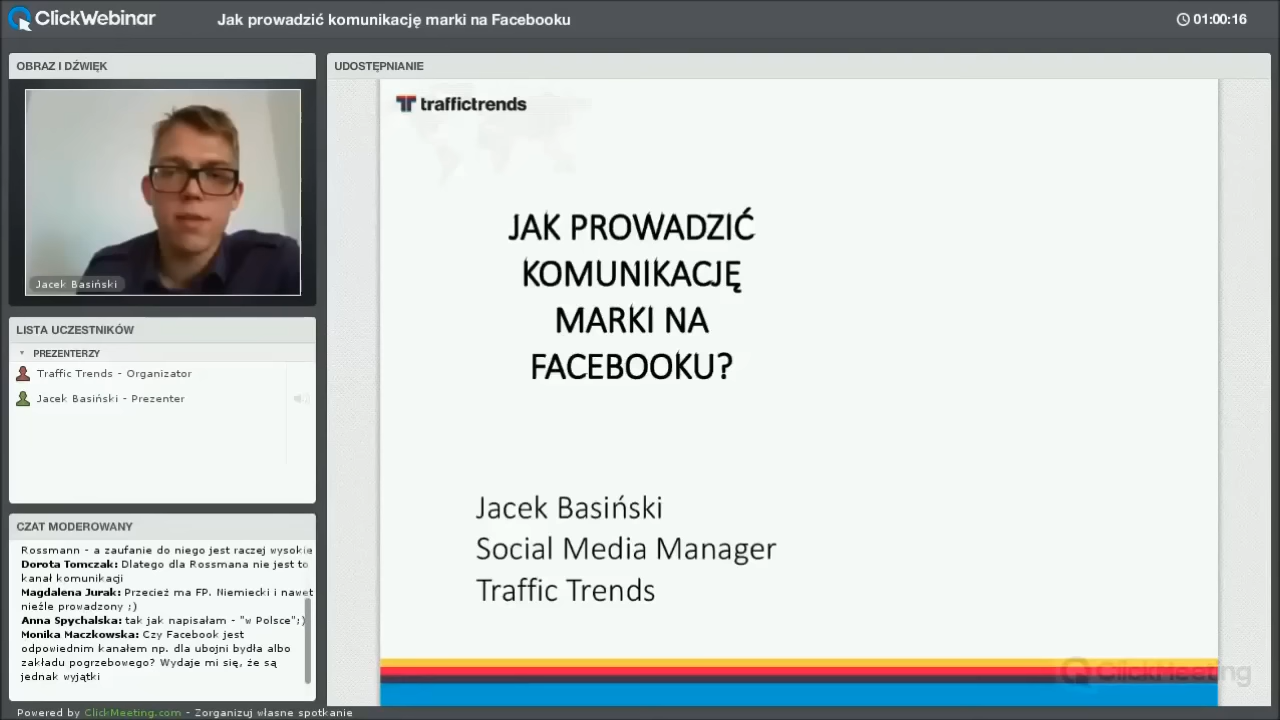 ClickWebinar
Jak prowadzić komunikację marki na Facebooku
01:00:16
OBRAZ I DŹWIĘK
Jacek Basiński
LISTA UCZESTNIKÓW
PREZENTERZY
Traffic Trends - Organizator
Jacek Basiński - Prezenter
CZAT MODEROWANY
Rossmann - a zaufanie do niego jest raczej wysokie
Dorota Tomczak: Dlatego dla Rossmana nie jest to
kanał komunikacji
Magdalena Jurak: Przecież ma FP. Niemiecki i nawet
nieźle prowadzony ;)
Anna Spychalska: tak jak napisałam - "w Polsce";)
Monika Maczkowska: Czy Facebook jest
odpowiednim kanałem np. dla ubojni bydła albo
zakładu pogrzebowego? Wydaje mi się, że są
jednak wyjątki
UDOSTĘPNIANIE
traffictrends
JAK PROWADZIĆ
KOMUNIKACJĘ
MARKI NA
FACEBOOKU?
Jacek Basiński
Social Media Manager
Traffic Trends
ClickMeeting
Powered by ClickMeeting.com - Zorganizuj własne spotkanie